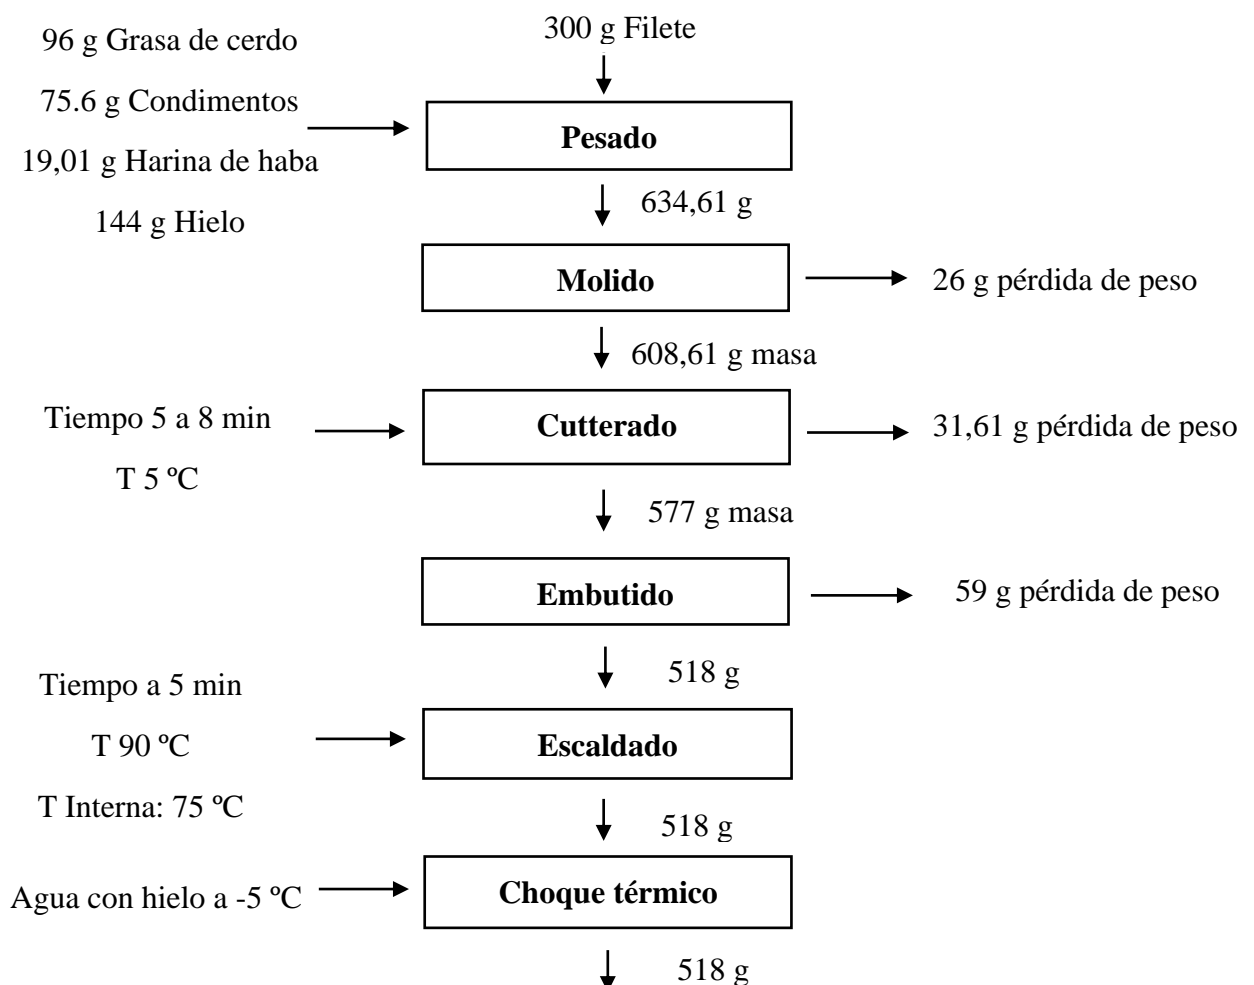 300 g Filete
96 g Grasa de cerdo
75.6 g Condimentos
19,01 g Harina de haba
144 g Hielo
Pesado
634,61 g
Molido
26 g pérdida de peso
608,61 g masa
Tiempo 5 a 8 min
T 5 ºC
Cutterado
31,61 g pérdida de peso
577 g masa
Embutido
59 g pérdida de peso
518 g
Tiempo a 5 min
T 90 ºC
T Interna: 75 ºC
Escaldado
518 g
Agua con hielo a -5 ºC
Choque térmico
518 g